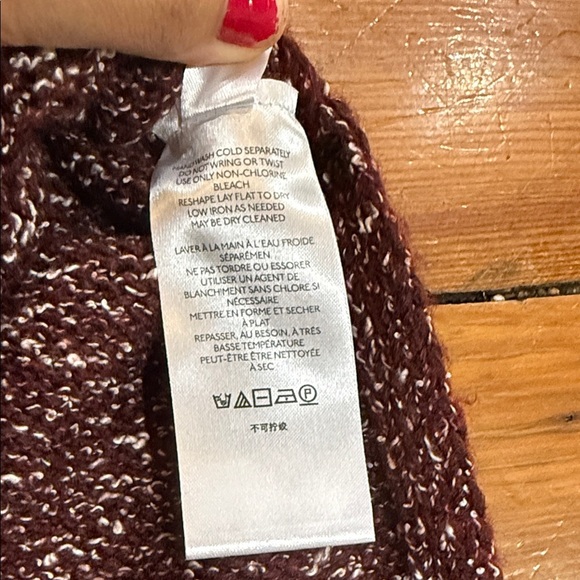 HAND WASH COLD SEPARATELY
DO NOT WRING OR TWIST
USE ONLY NON-CHLORINE
BLEACH
RESHAPE LAY FLAT TO DRY
LOW IRON AS NEEDED
MAY BE DRY CLEANED
LAVER À LA MAIN À L'EAU FROIDE
SÉPARÉMEN.
NE PAS TORDRE OU ESSORER
UTILISER UN AGENT DE
BLANCHIMENT SANS CHLORE SI
NÉCESSAIRE
METTRE EN FORME ET SECHER
À PLAT
REPASSER, AU BESOIN, À TRÈS
BASSE TEMPÉRATURE
PEUT-ÊTRE ÊTRE NETTOYÉE
À SEC
P
不可拧绞